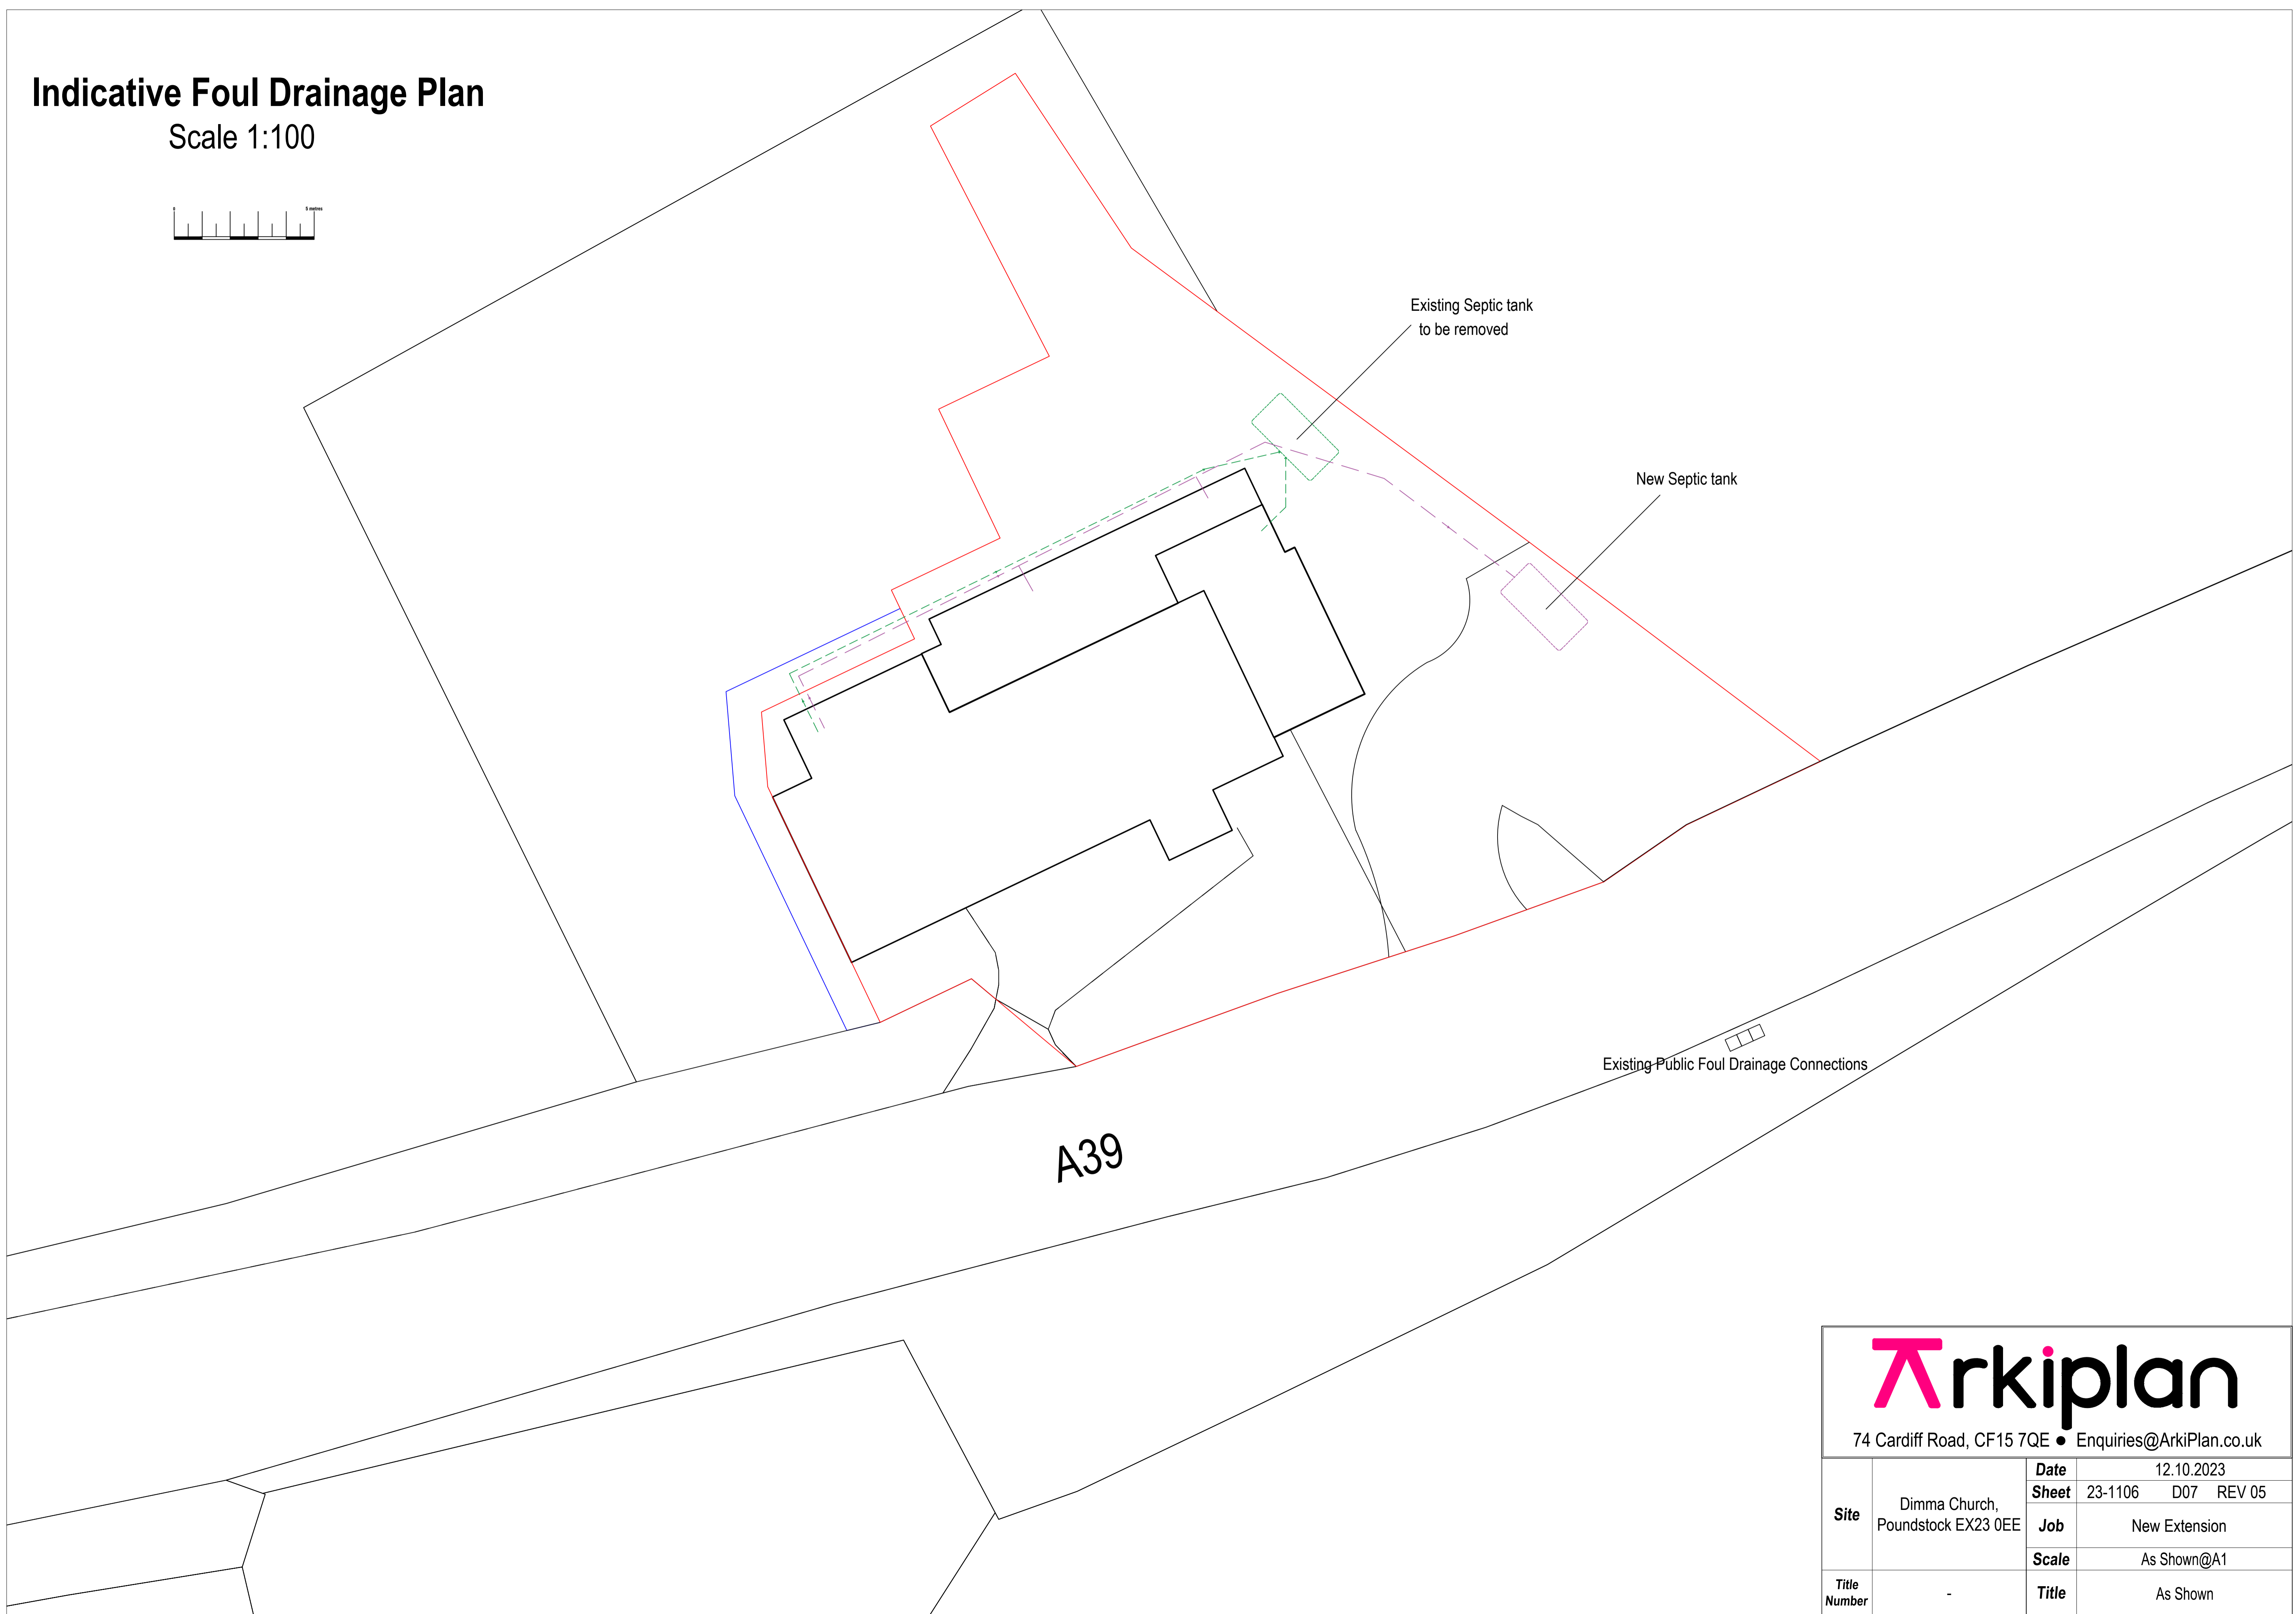 Indicative Foul Drainage Plan
Scale 1:100
0 5 metres
Existing Septic tank
to be removed
New Septic tank
Existing Public Foul Drainage Connections
A39
Arkiplan
74 Cardiff Road, CF15 7QE ● Enquiries@ArkiPlan.co.uk
Site
Dimma Church,
Poundstock EX23 0EE
Date 12.10.2023
Sheet 23-1106 D07 REV 05
Job New Extension
Scale As Shown@A1
Title
Number
-
Title As Shown